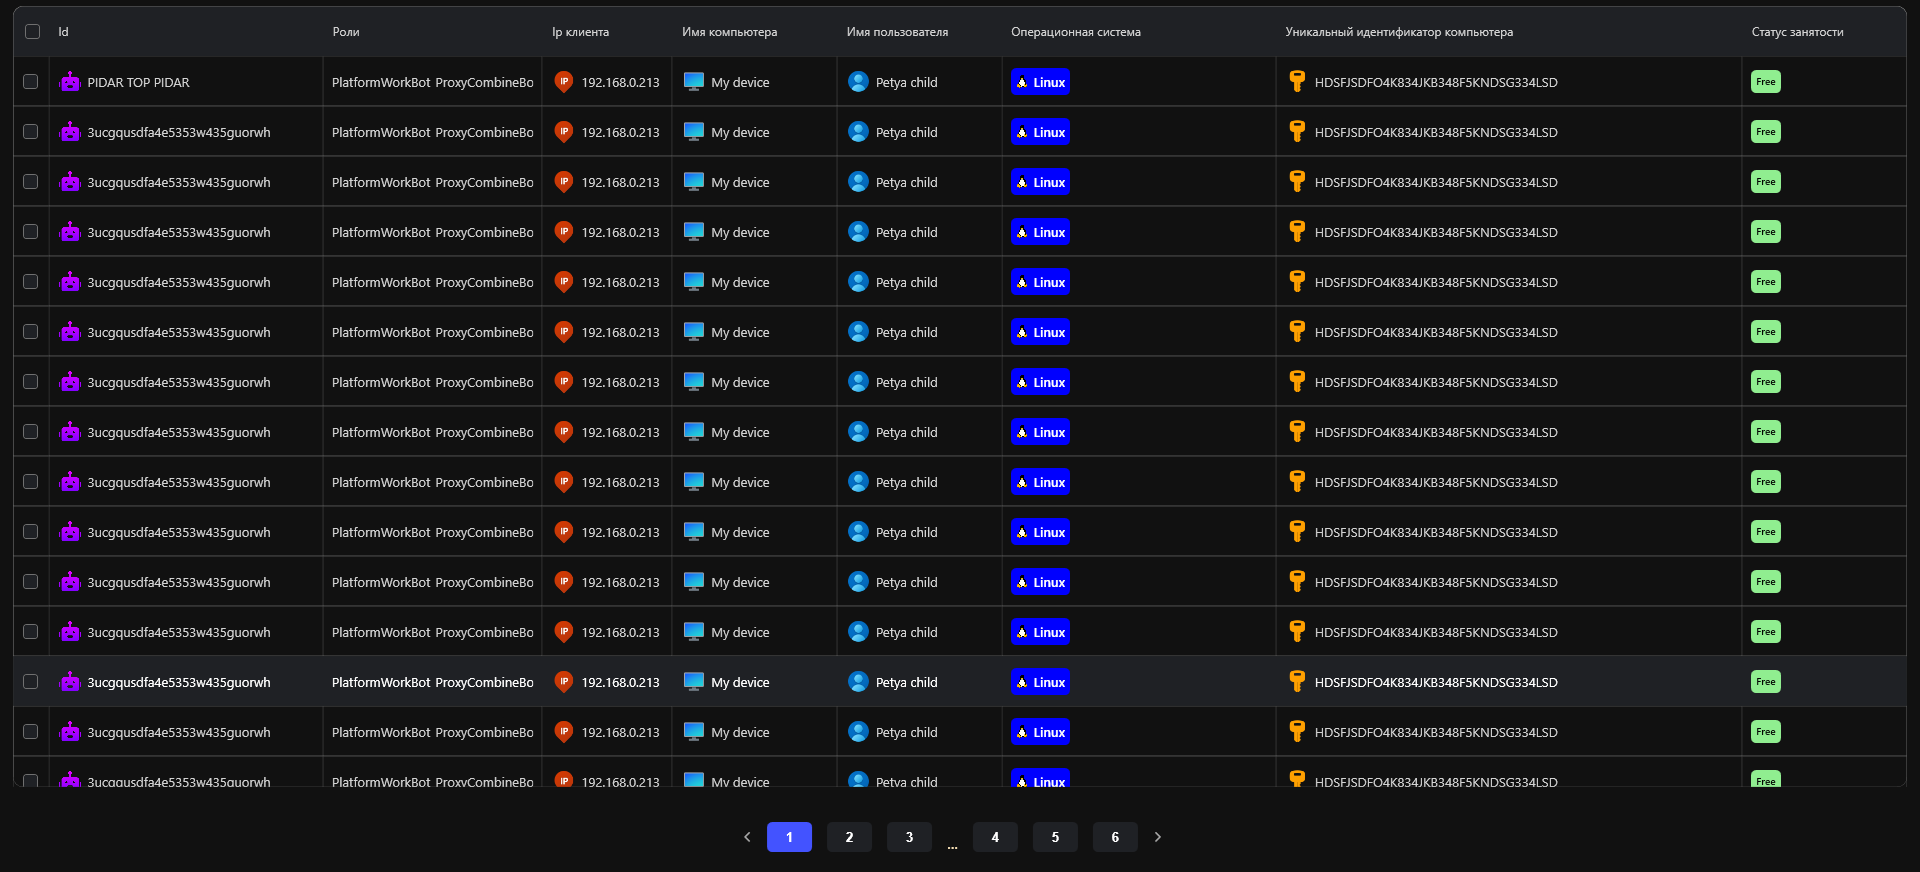 Id Роли Ip клиента Имя компьютера Имя пользователя Операционная система Уникальный идентификатор компьютера Статус занятости
PIDAR TOP PIDAR PlatformWorkBot ProxyCombineBo IP 192.168.0.213 My device Petya child Linux HDSFJSDFO4K834JKB348F5KNDSG334LSD Free
3ucgqusdfa4e5353w435guorwh PlatformWorkBot ProxyCombineBo IP 192.168.0.213 My device Petya child Linux HDSFJSDFO4K834JKB348F5KNDSG334LSD Free
3ucgqusdfa4e5353w435guorwh PlatformWorkBot ProxyCombineBo IP 192.168.0.213 My device Petya child Linux HDSFJSDFO4K834JKB348F5KNDSG334LSD Free
3ucgqusdfa4e5353w435guorwh PlatformWorkBot ProxyCombineBo IP 192.168.0.213 My device Petya child Linux HDSFJSDFO4K834JKB348F5KNDSG334LSD Free
3ucgqusdfa4e5353w435guorwh PlatformWorkBot ProxyCombineBo IP 192.168.0.213 My device Petya child Linux HDSFJSDFO4K834JKB348F5KNDSG334LSD Free
3ucgqusdfa4e5353w435guorwh PlatformWorkBot ProxyCombineBo IP 192.168.0.213 My device Petya child Linux HDSFJSDFO4K834JKB348F5KNDSG334LSD Free
3ucgqusdfa4e5353w435guorwh PlatformWorkBot ProxyCombineBo IP 192.168.0.213 My device Petya child Linux HDSFJSDFO4K834JKB348F5KNDSG334LSD Free
3ucgqusdfa4e5353w435guorwh PlatformWorkBot ProxyCombineBo IP 192.168.0.213 My device Petya child Linux HDSFJSDFO4K834JKB348F5KNDSG334LSD Free
3ucgqusdfa4e5353w435guorwh PlatformWorkBot ProxyCombineBo IP 192.168.0.213 My device Petya child Linux HDSFJSDFO4K834JKB348F5KNDSG334LSD Free
3ucgqusdfa4e5353w435guorwh PlatformWorkBot ProxyCombineBo IP 192.168.0.213 My device Petya child Linux HDSFJSDFO4K834JKB348F5KNDSG334LSD Free
3ucgqusdfa4e5353w435guorwh PlatformWorkBot ProxyCombineBo IP 192.168.0.213 My device Petya child Linux HDSFJSDFO4K834JKB348F5KNDSG334LSD Free
3ucgqusdfa4e5353w435guorwh PlatformWorkBot ProxyCombineBo IP 192.168.0.213 My device Petya child Linux HDSFJSDFO4K834JKB348F5KNDSG334LSD Free
3ucgqusdfa4e5353w435guorwh PlatformWorkBot ProxyCombineBo IP 192.168.0.213 My device Petya child Linux HDSFJSDFO4K834JKB348F5KNDSG334LSD Free
3ucgqusdfa4e5353w435guorwh PlatformWorkBot ProxyCombineBo IP 192.168.0.213 My device Petya child Linux HDSFJSDFO4K834JKB348F5KNDSG334LSD Free
3ucgqusdfa4e5353w435guorwh PlatformWorkBot ProxyCombineBo IP 192.168.0.213 My device Petya child Linux HDSFJSDFO4K834JKB348F5KNDSG334LSD Free
1 2 3 ... 4 5 6